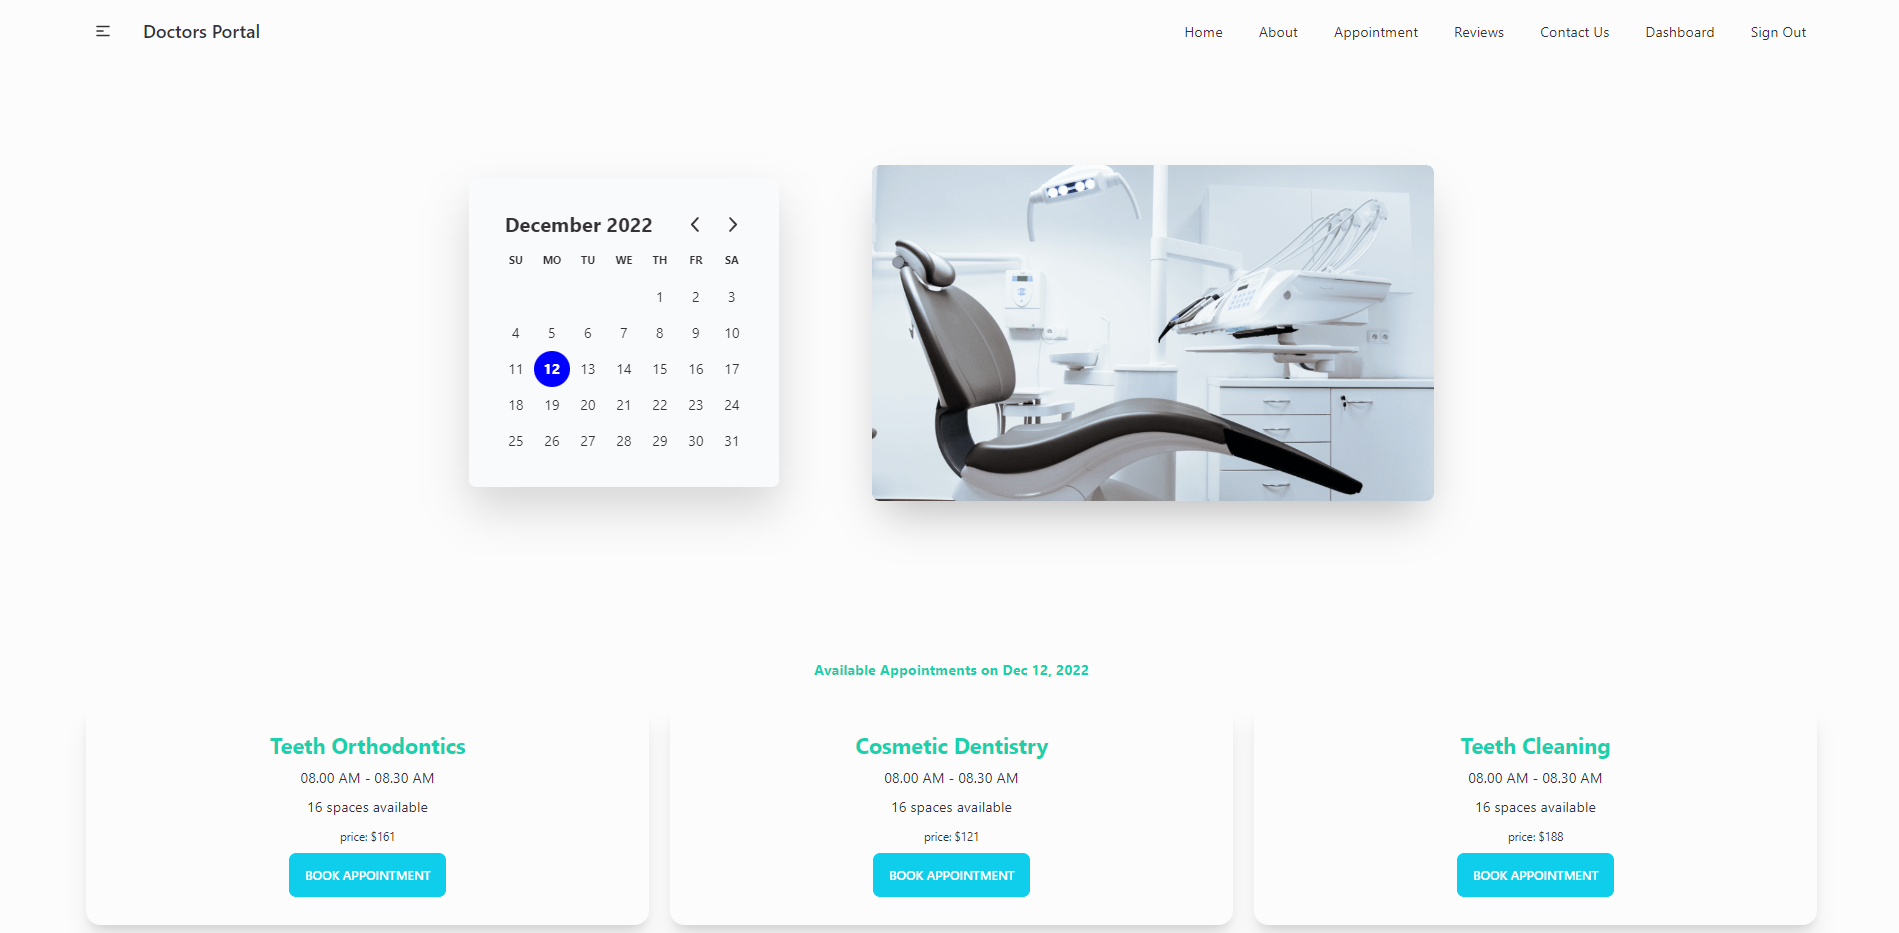 Doctors Portal
Home About Appointment Reviews Contact Us Dashboard Sign Out
December 2022
SU MO TU WE TH FR SA
1 2 3
4 5 6 7 8 9 10
11 12 13 14 15 16 17
18 19 20 21 22 23 24
25 26 27 28 29 30 31
Available Appointments on Dec 12, 2022
Teeth Orthodontics
08.00 AM - 08.30 AM
16 spaces available
price: $161
BOOK APPOINTMENT
Cosmetic Dentistry
08.00 AM - 08.30 AM
16 spaces available
price: $121
BOOK APPOINTMENT
Teeth Cleaning
08.00 AM - 08.30 AM
16 spaces available
price: $188
BOOK APPOINTMENT